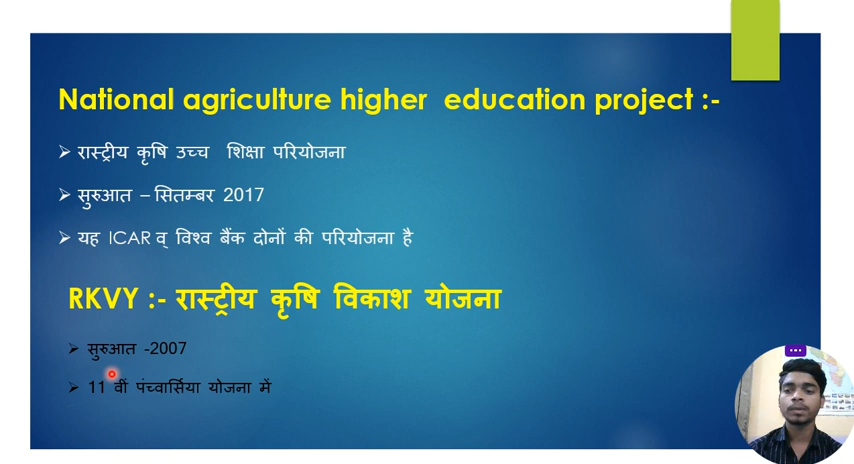 National agriculture higher education project :-
रास्ट्रीय कृषि उच्च शिक्षा परियोजना
सुरुआत – सितम्बर 2017
यह ICAR व् विश्व बैंक दोनों की परियोजना है
RKVY :- रास्ट्रीय कृषि विकाश योजना
सुरुआत -2007
11 वीं पंच्वार्सिया योजना में